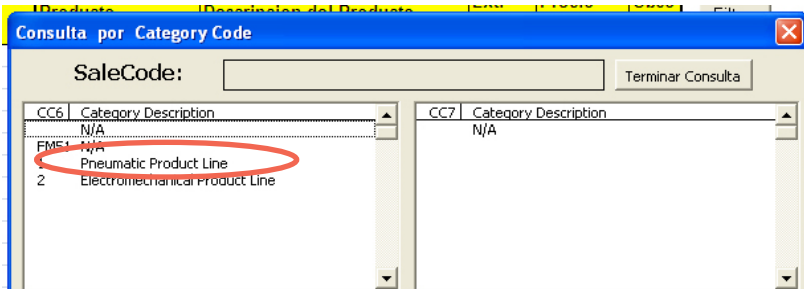 Consulta por Category Code
SaleCode:
Terminar Consulta
CC6 Category Description
N/A
N/A
Pneumatic Product Line
2 Electromechanical Product Line
CC7 Category Description
N/A